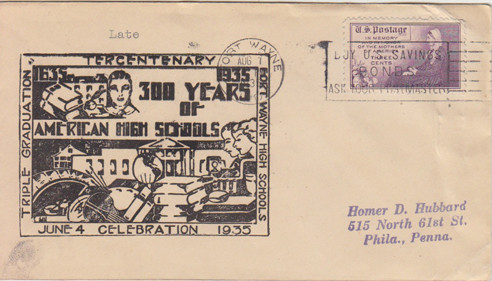 Late
TERCENTENARY
1635 1935
300 YEARS
OF
AMERICAN HIGH SCHOOLS
TRIPLE GRADUATION
FORT WAYNE HIGH SCHOOLS
JUNE 4 CELEBRATION 1935
FORT WAYNE
AUG
U.S. Postage
IN MEMORY
OF THE MOTHERS
OF AMERICA
THREE
CENTS
BUY U.S. SAVINGS
BONDS
ASK YOUR POSTMASTER
Homer D. Hubbard
515 North 61st St.
Phila., Penna.